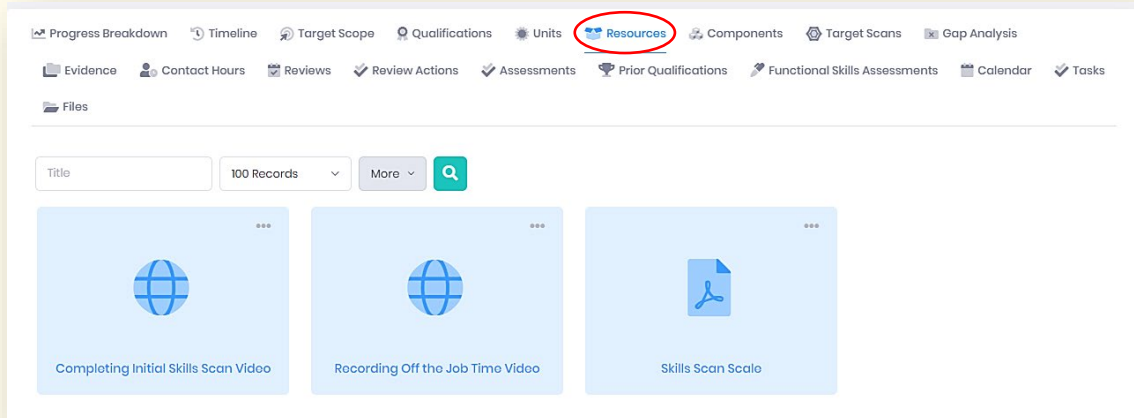 Progress Breakdown Timeline Target Scope Qualifications Units Resources Components Target Scans Gap Analysis
Evidence Contact Hours Reviews Review Actions Assessments Prior Qualifications Functional Skills Assessments Calendar Tasks
Files
Title 100 Records More
Completing Initial Skills Scan Video Recording Off the Job Time Video Skills Scan Scale